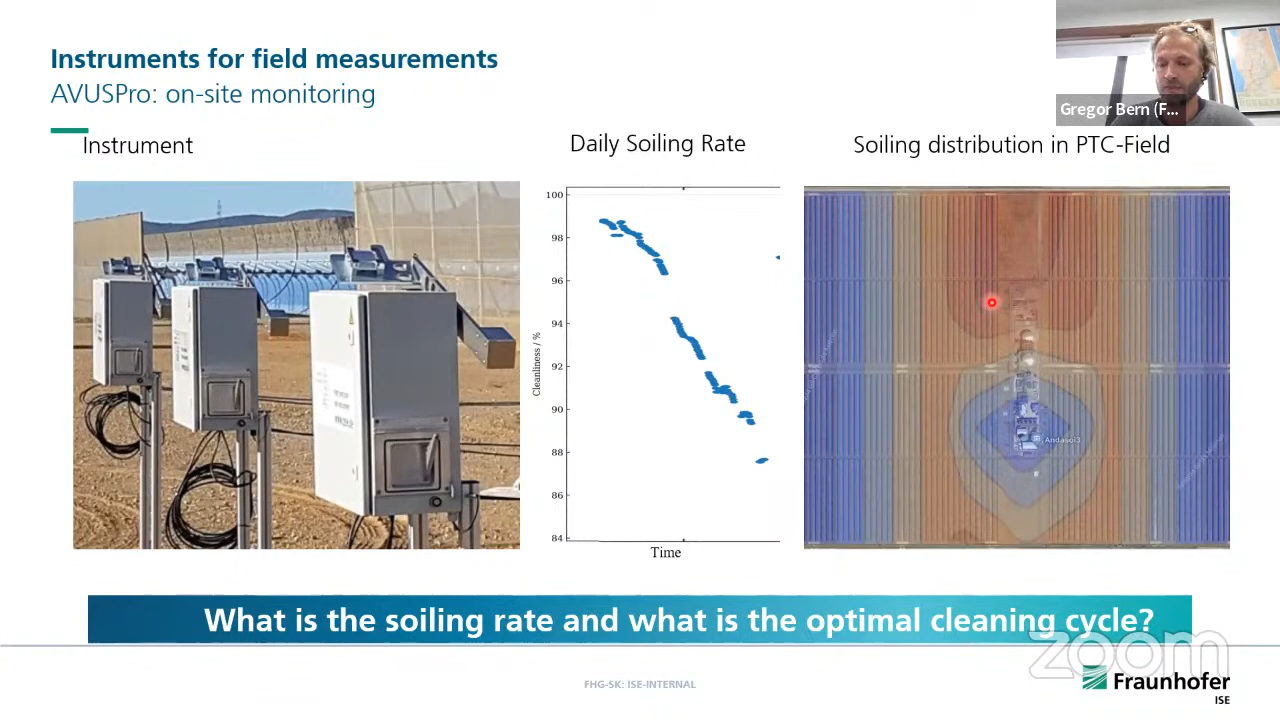 Instruments for field measurements
AVUSPro: on-site monitoring
Gregor Bern (F...
Instrument
Daily Soiling Rate
Soiling distribution in PTC-Field
100
98
96
94
92
90
88
86
84
Cleanliness / %
Time
Andasol3
What is the soiling rate and what is the optimal cleaning cycle?
zoom
FHG-SK: ISE-INTERNAL
Fraunhofer
ISE